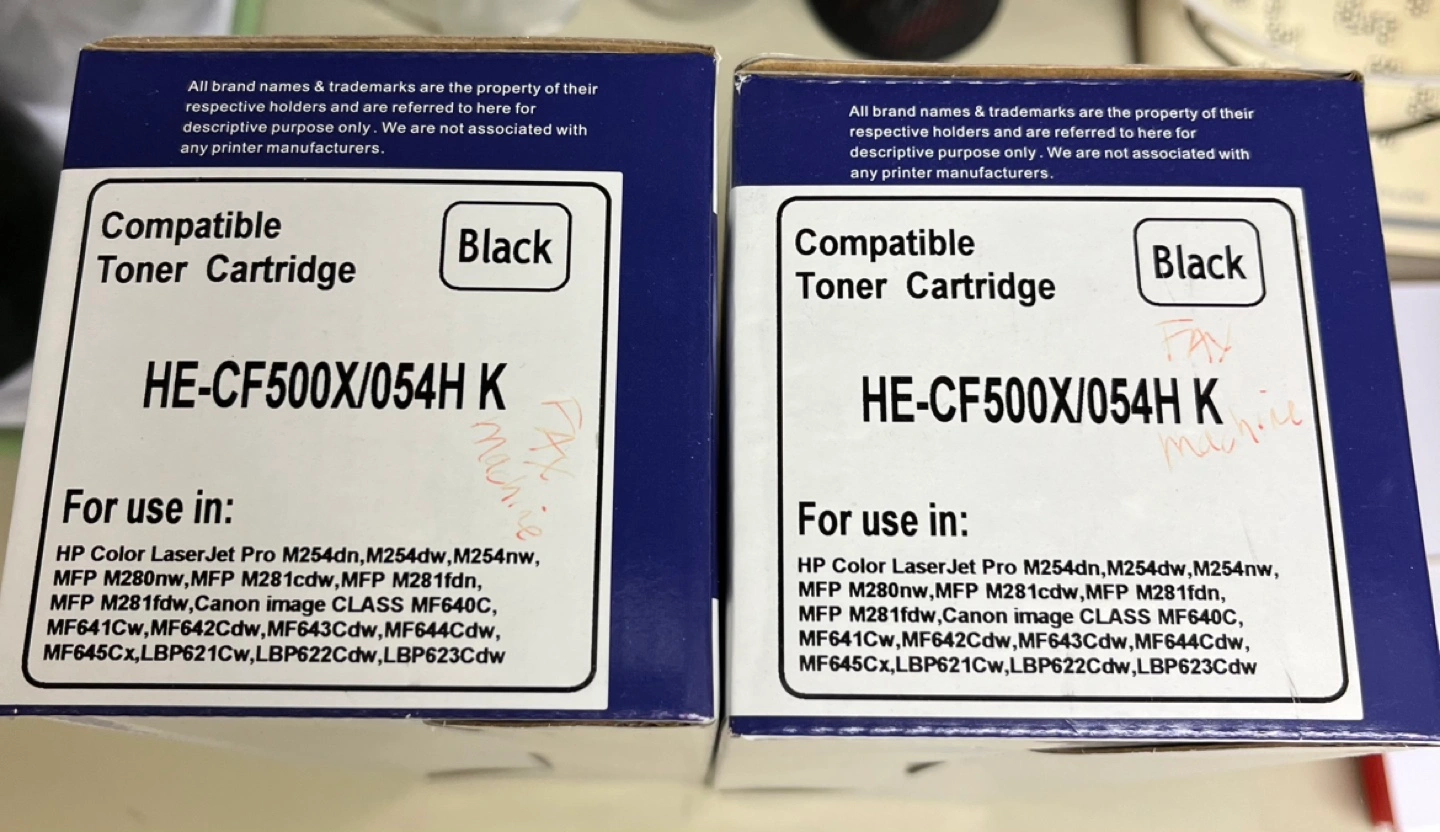 All brand names & trademarks are the property of their
respective holders and are referred to here for
descriptive purpose only. We are not associated with
any printer manufacturers.
Compatible
Toner Cartridge
Black
HE-CF500X/054H K
FAX
machine
For use in:
HP Color LaserJet Pro M254dn,M254dw,M254nw,
MFP M280nw,MFP M281cdw,MFP M281fdn,
MFP M281fdw,Canon image CLASS MF640C,
MF641Cw,MF642Cdw,MF643Cdw,MF644Cdw,
MF645Cx,LBP621Cw,LBP622Cdw,LBP623Cdw
All brand names & trademarks are the property of their
respective holders and are referred to here for
descriptive purpose only. We are not associated with
any printer manufacturers.
Compatible
Toner Cartridge
Black
FAX
HE-CF500X/054H K
machine
For use in:
HP Color LaserJet Pro M254dn,M254dw,M254nw,
MFP M280nw,MFP M281cdw,MFP M281fdn,
MFP M281fdw,Canon image CLASS MF640C,
MF641Cw,MF642Cdw,MF643Cdw,MF644Cdw,
MF645Cx,LBP621Cw,LBP622Cdw,LBP623Cdw